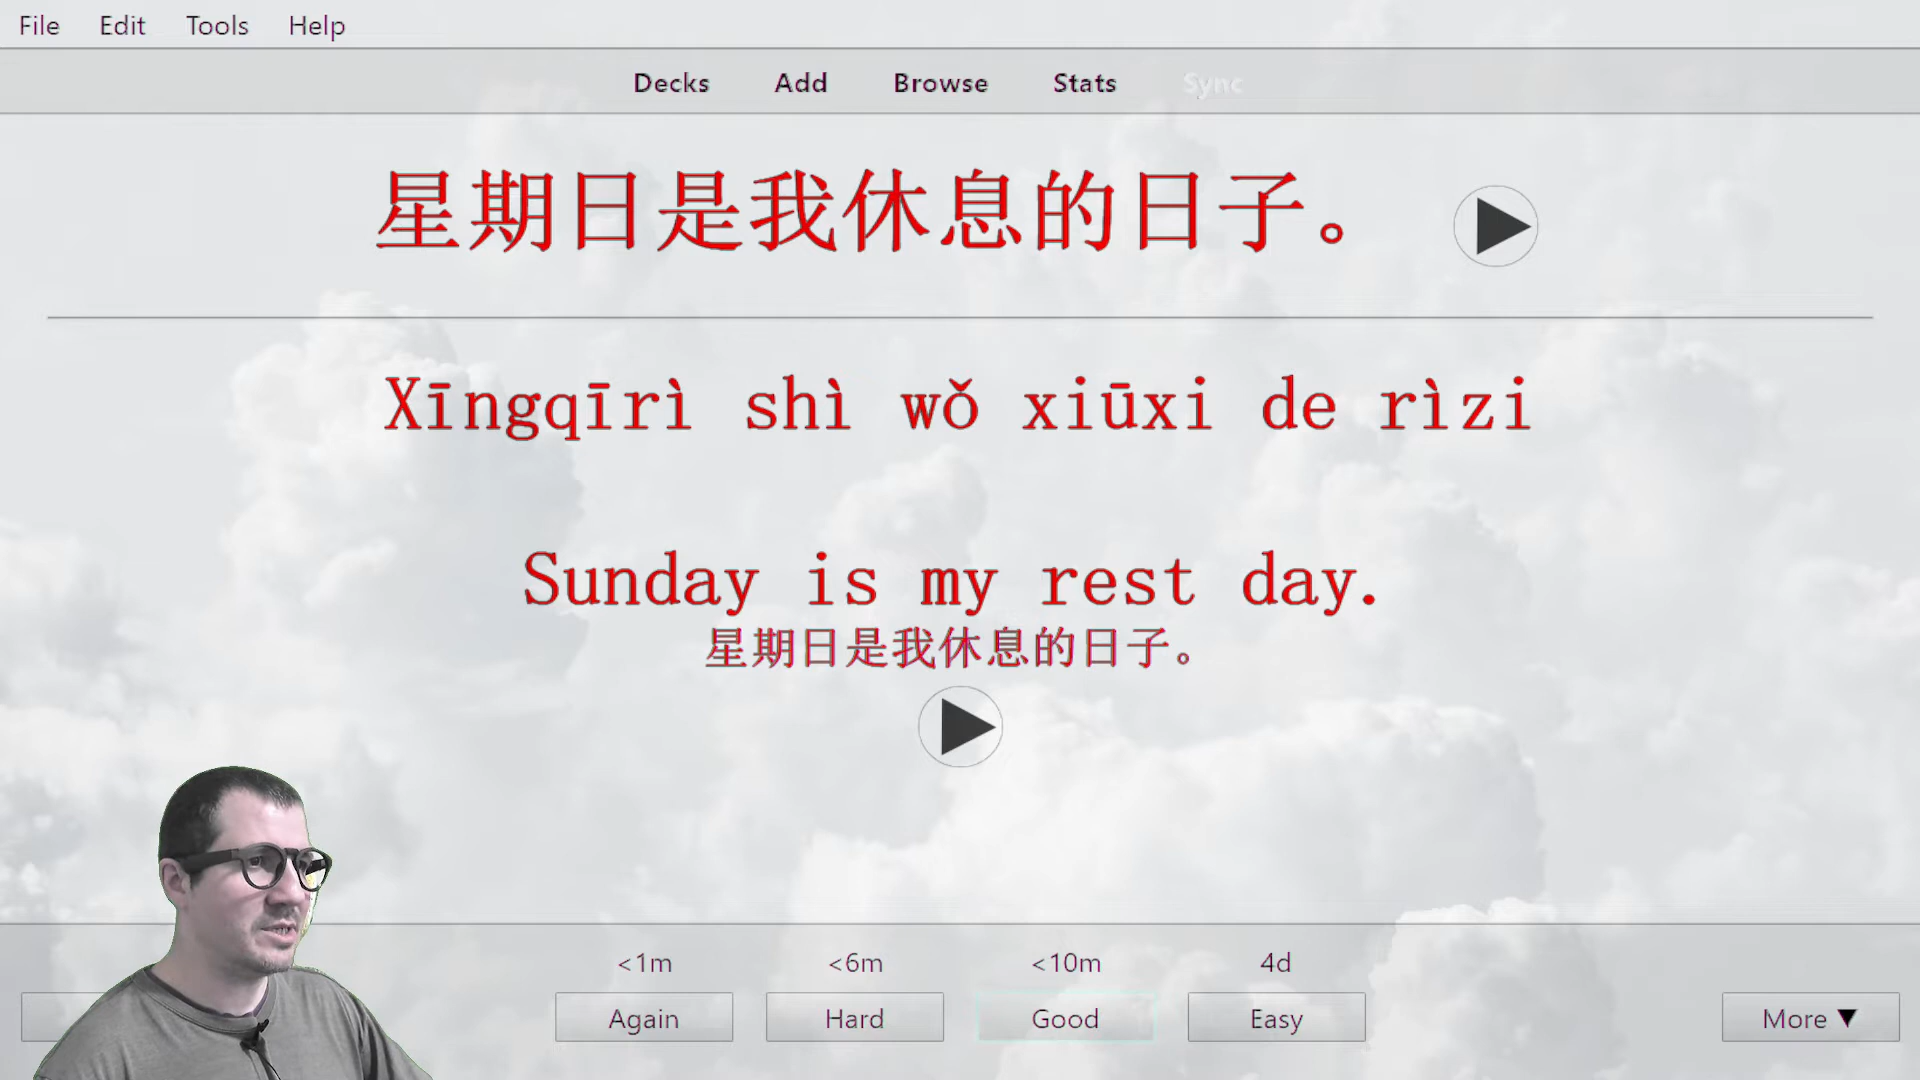 File Edit Tools Help
Decks Add Browse Stats Sync
星期日是我休息的日子。
Xīngqīrì shì wǒ xiūxi de rìzi
Sunday is my rest day.
星期日是我休息的日子。
<1m <6m <10m 4d
Again Hard Good Easy More ▼